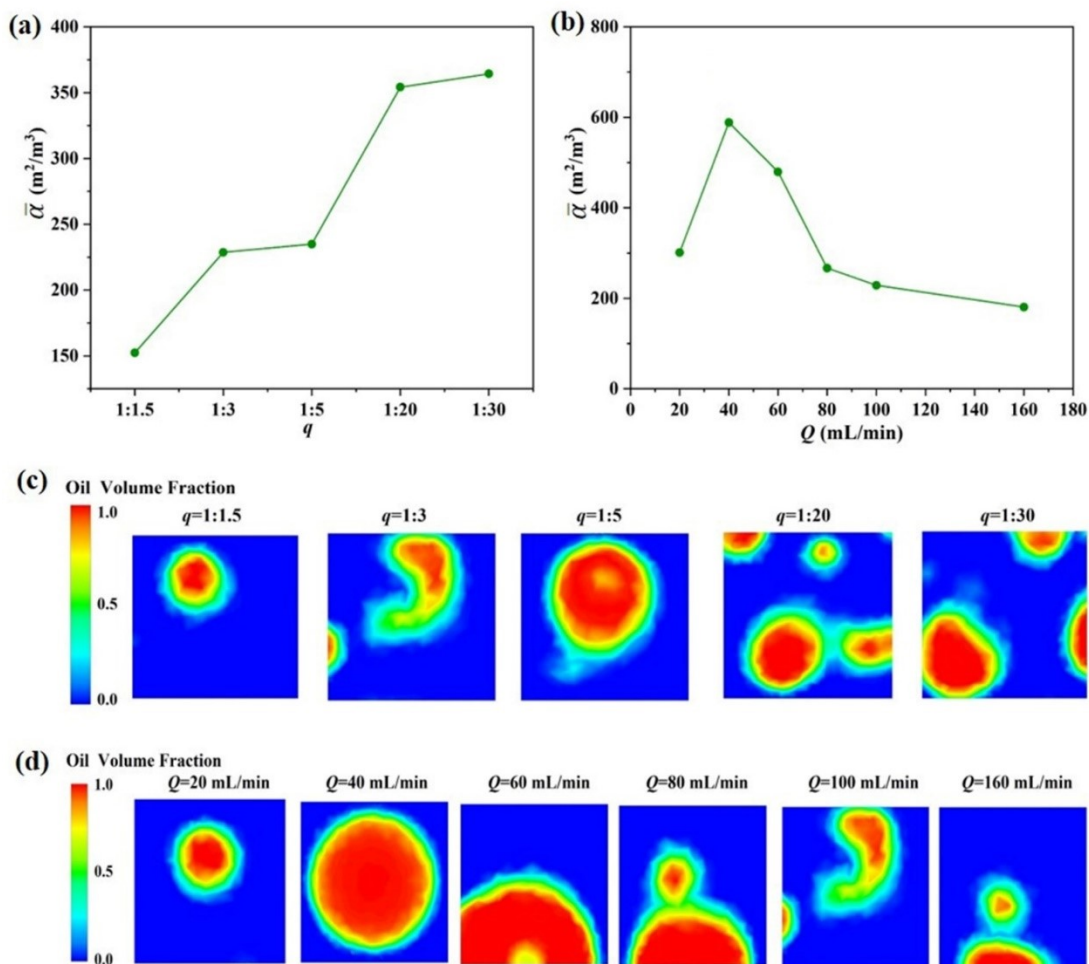 (a)
400
350
300
250
200
150
ᾱ (m²/m³)
1:1.5 1:3 1:5 1:20 1:30
q
(b)
800
600
400
200
0
ᾱ (m²/m³)
0 20 40 60 80 100 120 140 160 180
Q (mL/min)
(c)
Oil Volume Fraction
1.0
0.5
0.0
q=1:1.5 q=1:3 q=1:5 q=1:20 q=1:30
(d)
Oil Volume Fraction
1.0
0.5
0.0
Q=20 mL/min Q=40 mL/min Q=60 mL/min Q=80 mL/min Q=100 mL/min Q=160 mL/min